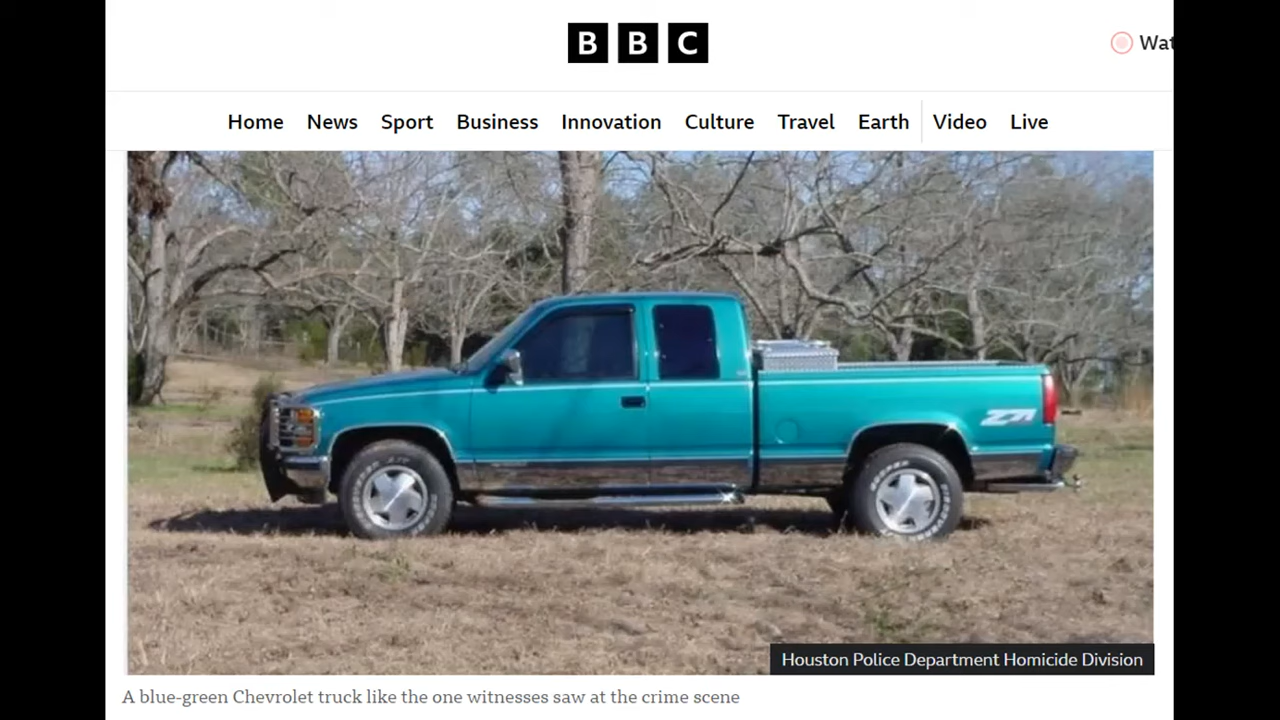 BBC
Wat
Home News Sport Business Innovation Culture Travel Earth Video Live
Z71
Houston Police Department Homicide Division
A blue-green Chevrolet truck like the one witnesses saw at the crime scene